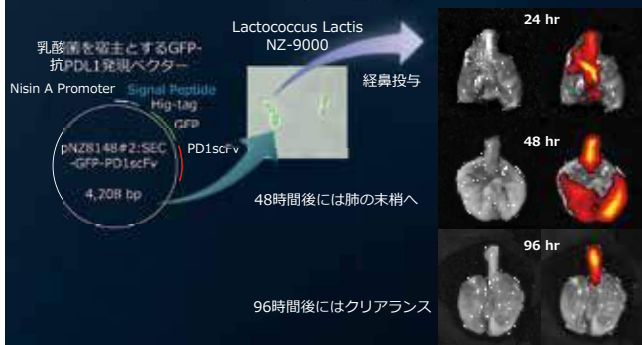 乳酸菌を宿主とするGFP-
抗PDL1発現ベクター
Nisin A Promoter
Signal Peptide
Hig-tag
GFP
PD1scFv
pNZ8148#2:SEC
-GFP-PD1scFv
4,208 bp
Lactococcus Lactis
NZ-9000
経鼻投与
24 hr
48時間後には肺の末梢へ
48 hr
96時間後にはクリアランス
96 hr